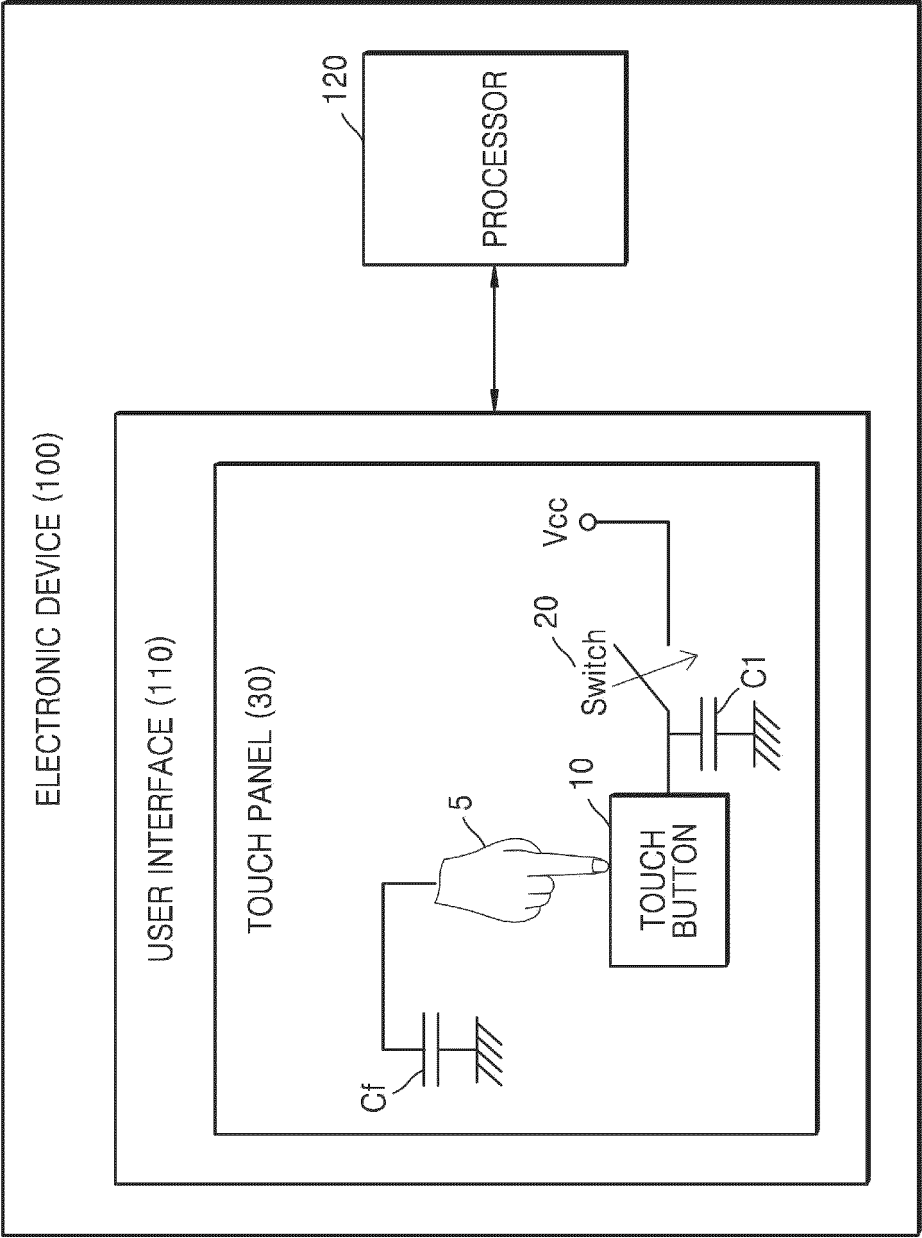 ELECTRONIC DEVICE (100)
USER INTERFACE (110)
TOUCH PANEL (30)
120
PROCESSOR
Cf
5
10
TOUCH
BUTTON
20
Switch
Vcc
C1